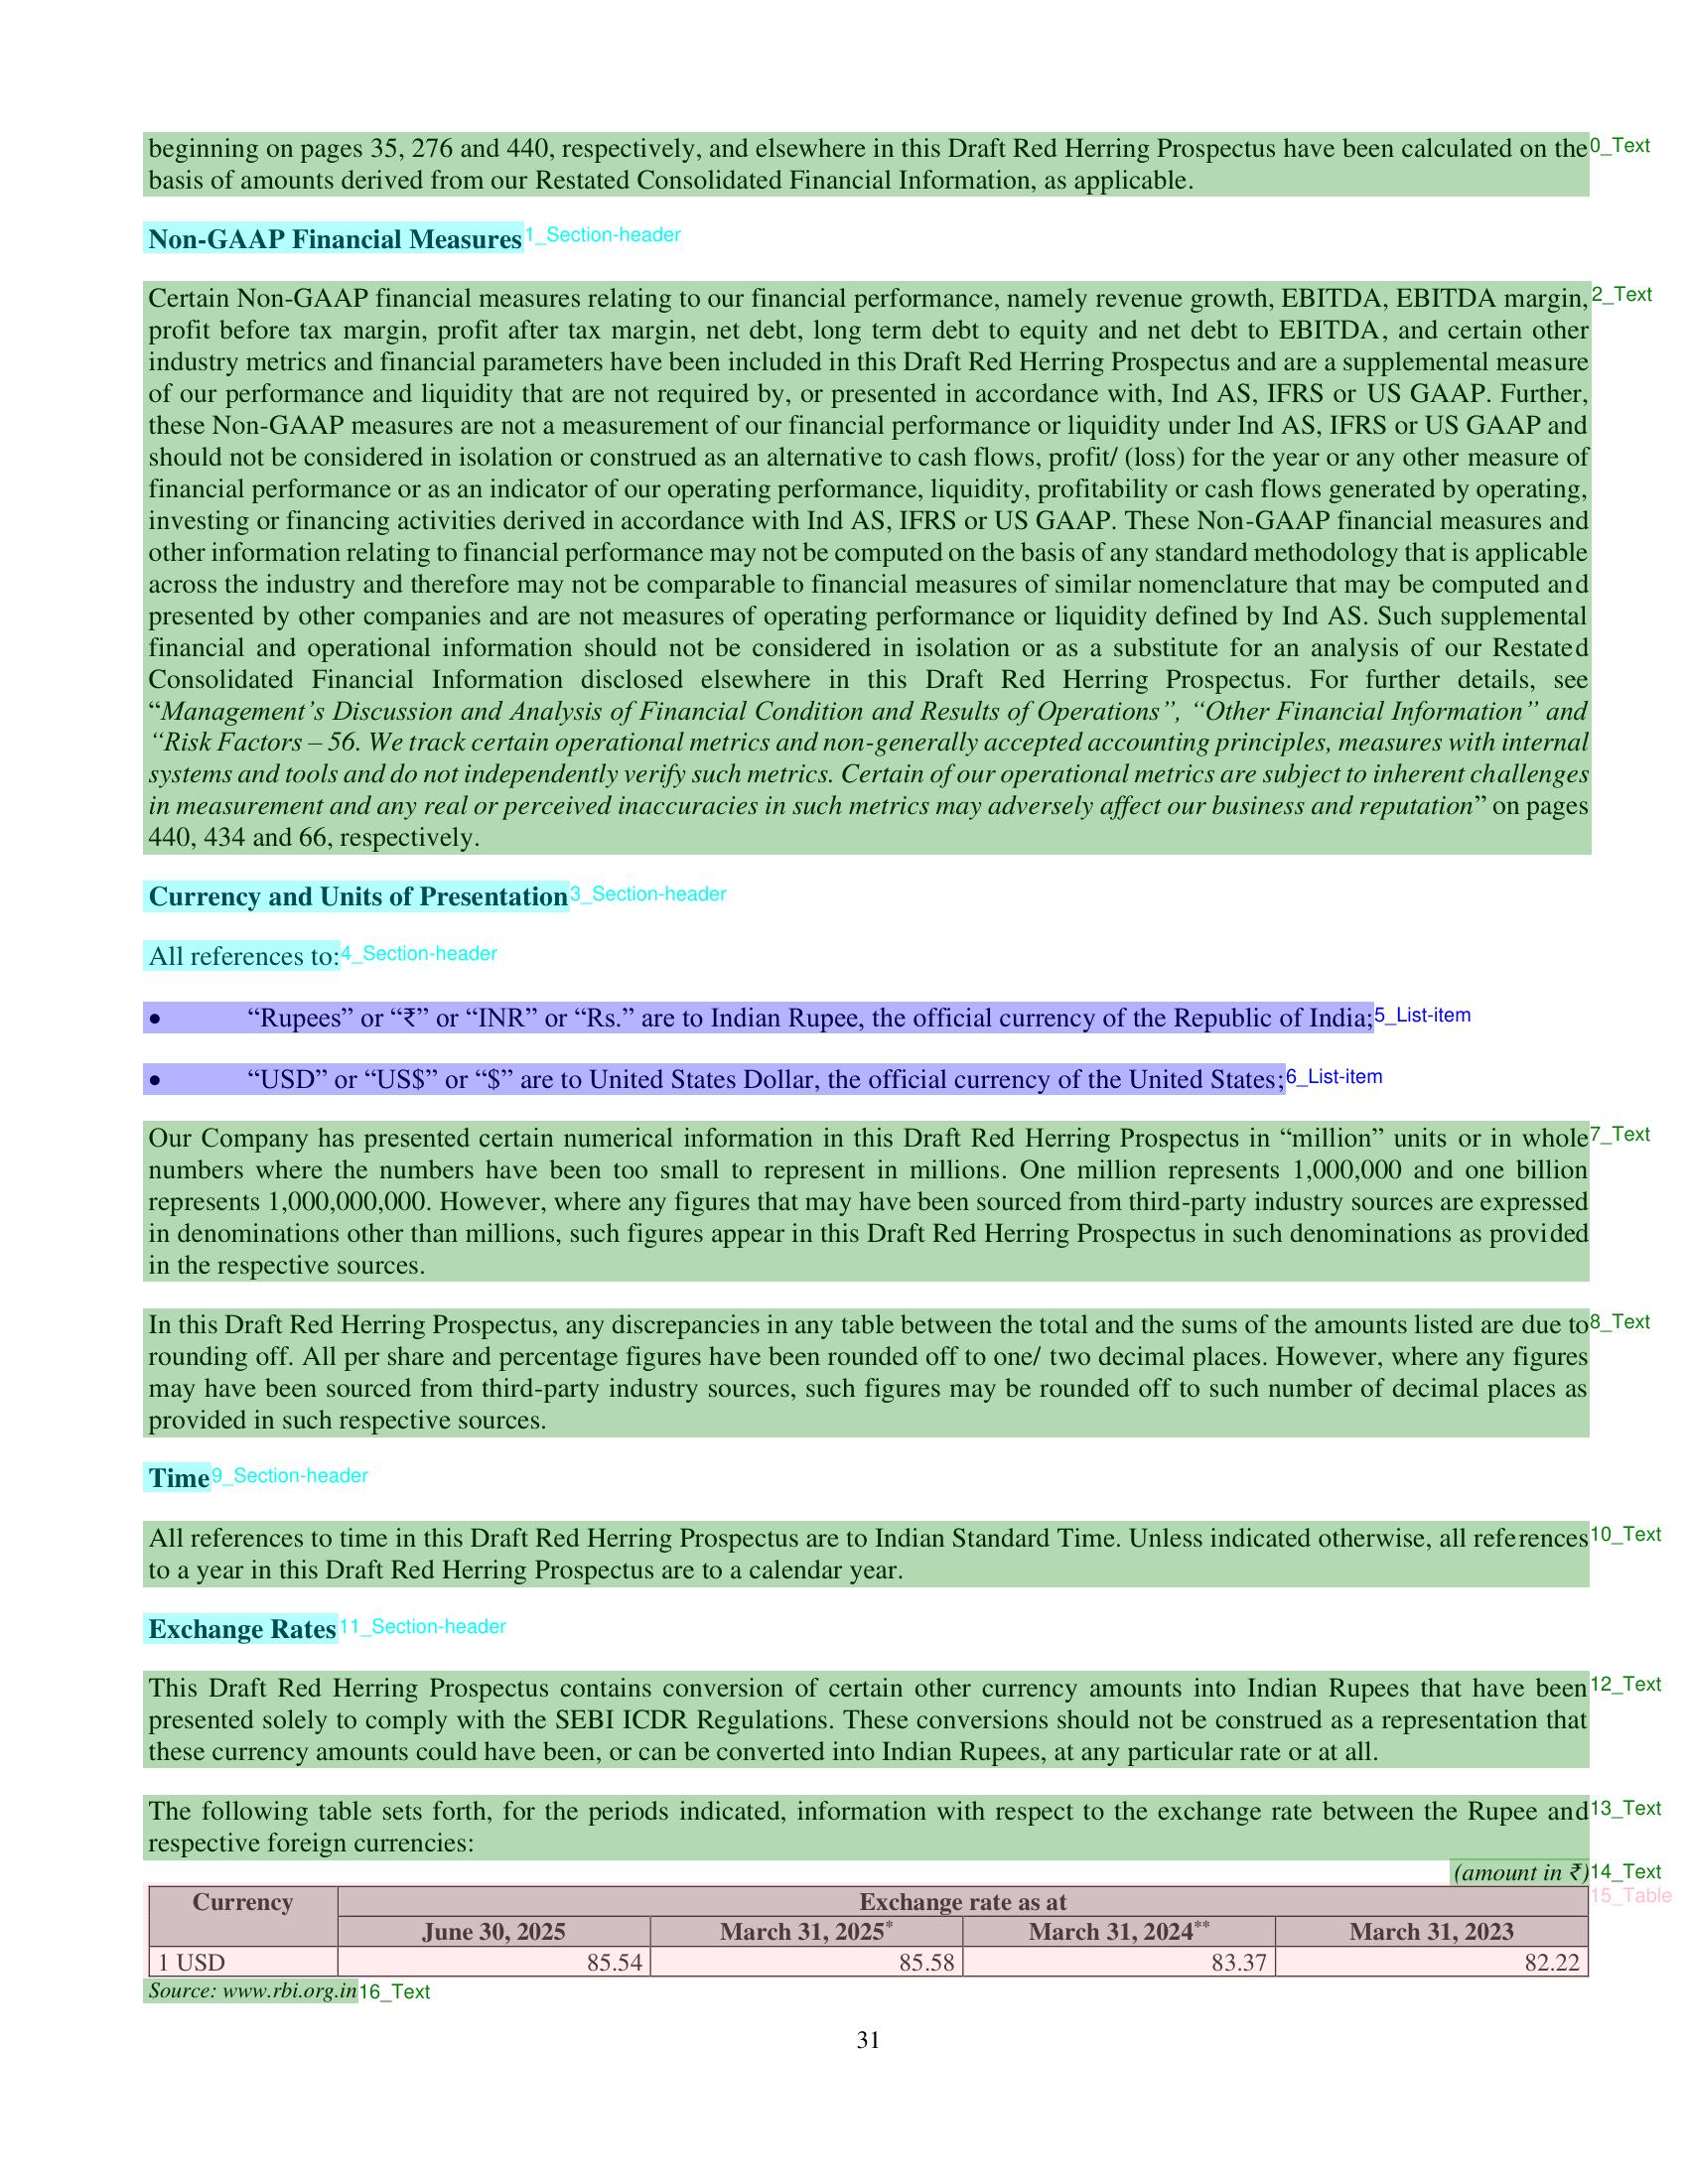 beginning on pages 35, 276 and 440, respectively, and elsewhere in this Draft Red Herring Prospectus have been calculated on the 0_Text
basis of amounts derived from our Restated Consolidated Financial Information, as applicable.
Non-GAAP Financial Measures 1_Section-header
Certain Non-GAAP financial measures relating to our financial performance, namely revenue growth, EBITDA, EBITDA margin, 2_Text
profit before tax margin, profit after tax margin, net debt, long term debt to equity and net debt to EBITDA, and certain other
industry metrics and financial parameters have been included in this Draft Red Herring Prospectus and are a supplemental measure
of our performance and liquidity that are not required by, or presented in accordance with, Ind AS, IFRS or US GAAP. Further,
these Non-GAAP measures are not a measurement of our financial performance or liquidity under Ind AS, IFRS or US GAAP and
should not be considered in isolation or construed as an alternative to cash flows, profit/ (loss) for the year or any other measure of
financial performance or as an indicator of our operating performance, liquidity, profitability or cash flows generated by operating,
investing or financing activities derived in accordance with Ind AS, IFRS or US GAAP. These Non-GAAP financial measures and
other information relating to financial performance may not be computed on the basis of any standard methodology that is applicable
across the industry and therefore may not be comparable to financial measures of similar nomenclature that may be computed and
presented by other companies and are not measures of operating performance or liquidity defined by Ind AS. Such supplemental
financial and operational information should not be considered in isolation or as a substitute for an analysis of our Restated
Consolidated Financial Information disclosed elsewhere in this Draft Red Herring Prospectus. For further details, see
“Management’s Discussion and Analysis of Financial Condition and Results of Operations”, “Other Financial Information” and
“Risk Factors – 56. We track certain operational metrics and non-generally accepted accounting principles, measures with internal
systems and tools and do not independently verify such metrics. Certain of our operational metrics are subject to inherent challenges
in measurement and any real or perceived inaccuracies in such metrics may adversely affect our business and reputation” on pages
440, 434 and 66, respectively.
Currency and Units of Presentation 3_Section-header
All references to: 4_Section-header
• “Rupees” or “₹” or “INR” or “Rs.” are to Indian Rupee, the official currency of the Republic of India; 5_List-item
• “USD” or “US$” or “$” are to United States Dollar, the official currency of the United States; 6_List-item
Our Company has presented certain numerical information in this Draft Red Herring Prospectus in “million” units or in whole 7_Text
numbers where the numbers have been too small to represent in millions. One million represents 1,000,000 and one billion
represents 1,000,000,000. However, where any figures that may have been sourced from third-party industry sources are expressed
in denominations other than millions, such figures appear in this Draft Red Herring Prospectus in such denominations as provided
in the respective sources.
In this Draft Red Herring Prospectus, any discrepancies in any table between the total and the sums of the amounts listed are due to 8_Text
rounding off. All per share and percentage figures have been rounded off to one/ two decimal places. However, where any figures
may have been sourced from third-party industry sources, such figures may be rounded off to such number of decimal places as
provided in such respective sources.
Time 9_Section-header
All references to time in this Draft Red Herring Prospectus are to Indian Standard Time. Unless indicated otherwise, all references 10_Text
to a year in this Draft Red Herring Prospectus are to a calendar year.
Exchange Rates 11_Section-header
This Draft Red Herring Prospectus contains conversion of certain other currency amounts into Indian Rupees that have been 12_Text
presented solely to comply with the SEBI ICDR Regulations. These conversions should not be construed as a representation that
these currency amounts could have been, or can be converted into Indian Rupees, at any particular rate or at all.
The following table sets forth, for the periods indicated, information with respect to the exchange rate between the Rupee and 13_Text
respective foreign currencies:
(amount in ₹) 14_Text
Currency Exchange rate as at 15_Table
June 30, 2025 March 31, 2025* March 31, 2024** March 31, 2023
1 USD 85.54 85.58 83.37 82.22
Source: www.rbi.org.in 16_Text
31